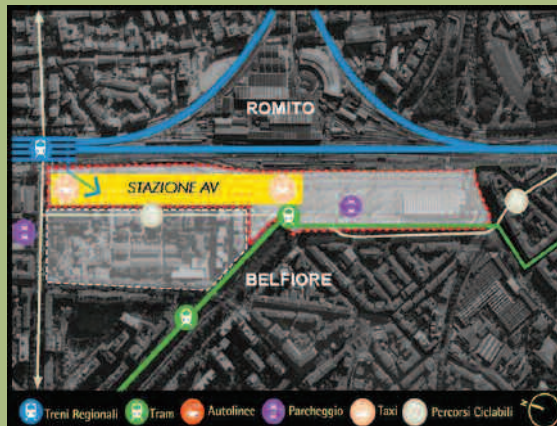 ROMITO
STAZIONE AV
BELFIORE
Treni Regionali Tram Autolinee Parcheggio Taxi Percorsi Ciclabili N